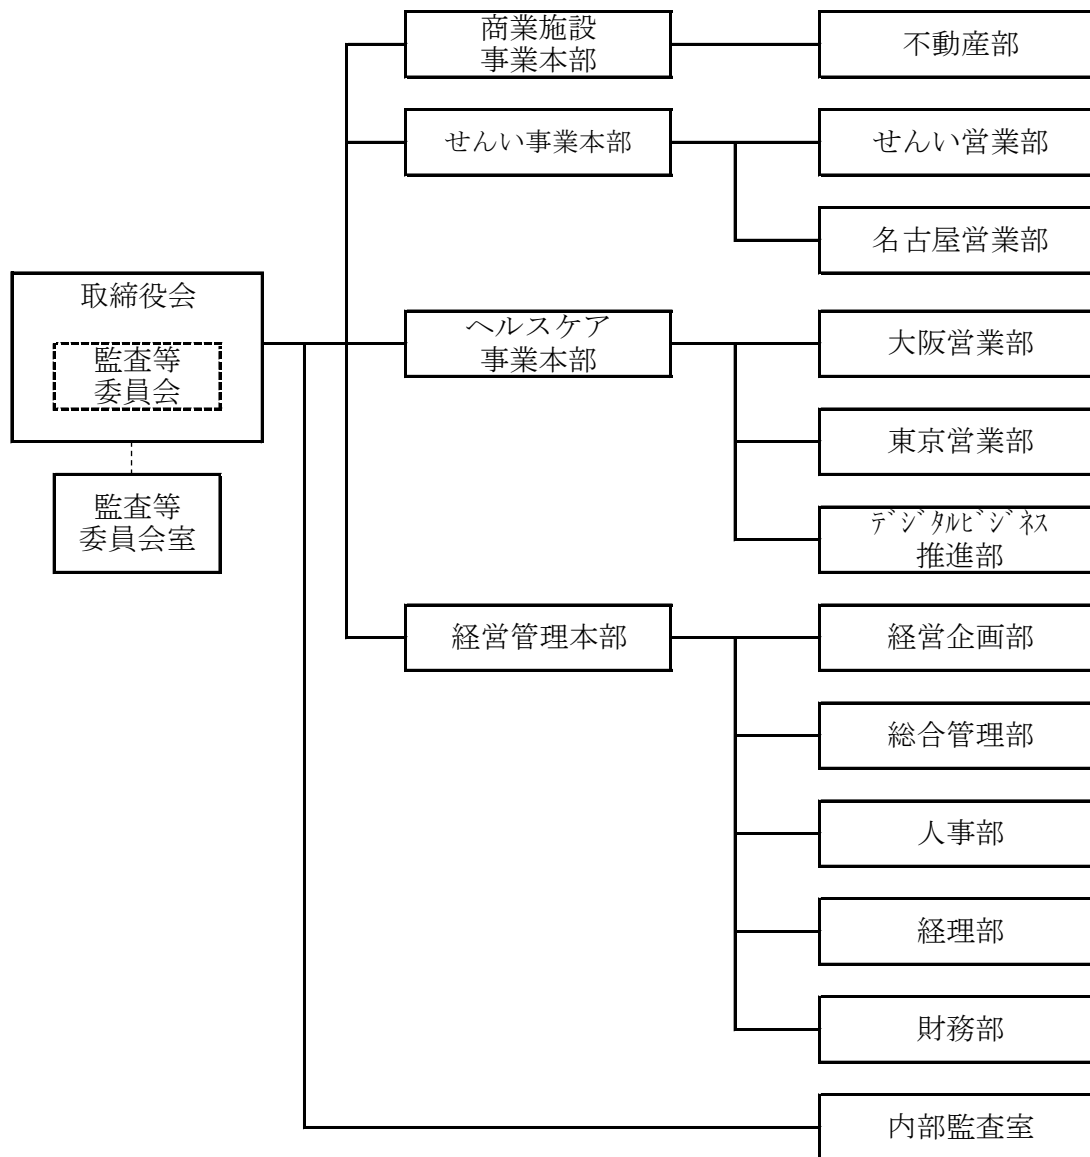 商業施設
事業本部
不動産部
せんい事業本部
せんい営業部
名古屋営業部
取締役会
監査等
委員会
監査等
委員会室
ヘルスケア
事業本部
大阪営業部
東京営業部
ﾃﾞｼﾞﾀﾙﾋﾞｼﾞﾈｽ
推進部
経営管理本部
経営企画部
総合管理部
人事部
経理部
財務部
内部監査室